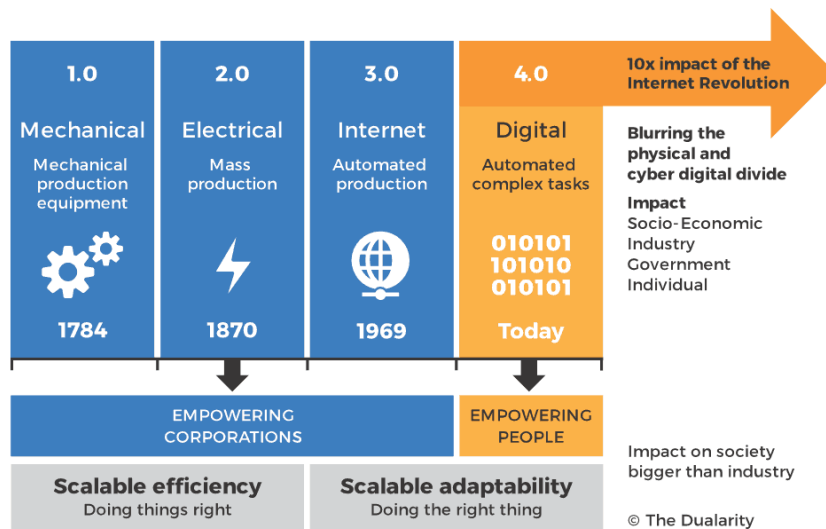 1.0
2.0
3.0
4.0
10x impact of the
Internet Revolution
Mechanical
Mechanical
production
equipment
1784
Electrical
Mass
production
1870
Internet
Automated
production
1969
Digital
Automated
complex tasks
010101
101010
010101
Today
Blurring the
physical and
cyber digital divide
Impact
Socio-Economic
Industry
Government
Individual
EMPOWERING
CORPORATIONS
EMPOWERING
PEOPLE
Impact on society
bigger than industry
Scalable efficiency
Doing things right
Scalable adaptability
Doing the right thing
© The Dualarity